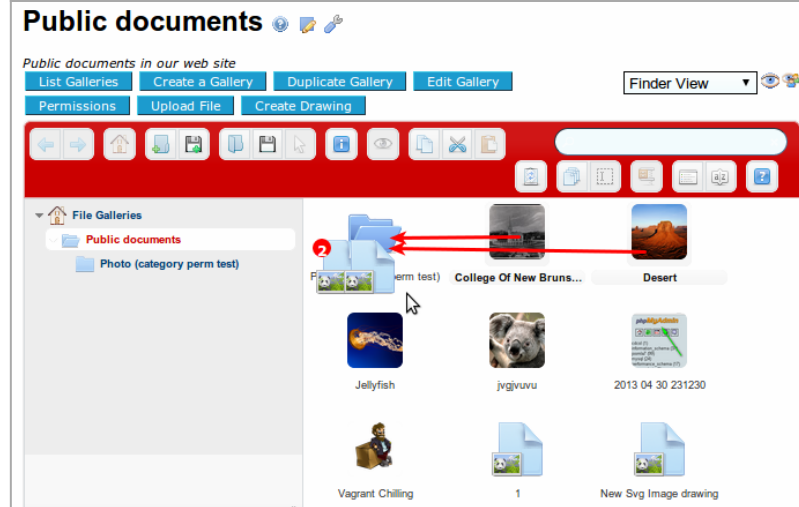 Public documents
Public documents in our web site
List Galleries
Create a Gallery
Duplicate Gallery
Edit Gallery
Finder View
Permissions
Upload File
Create Drawing
File Galleries
Public documents
Photo (category perm test)
2
perm test)
College Of New Bruns...
Desert
phpMyAdmin
Jellyfish
jvgjvuvu
2013 04 30 231230
Vagrant Chilling
1
New Svg Image drawing